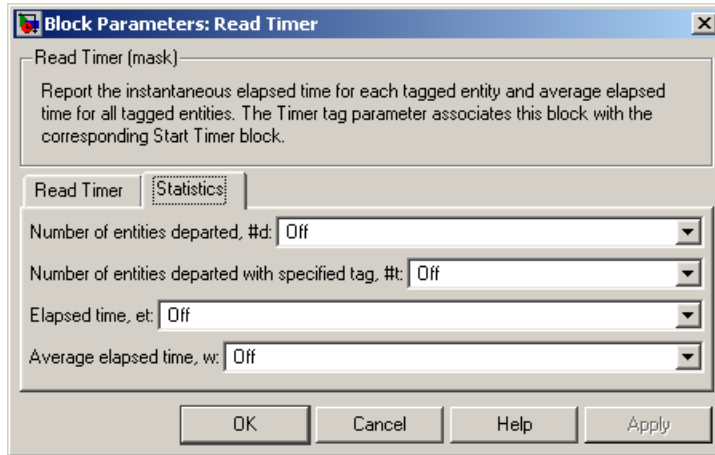 Block Parameters: Read Timer
Read Timer (mask)
Report the instantaneous elapsed time for each tagged entity and average elapsed
time for all tagged entities. The Timer tag parameter associates this block with the
corresponding Start Timer block.
Read Timer Statistics
Number of entities departed, #d: Off
Number of entities departed with specified tag, #t: Off
Elapsed time, et: Off
Average elapsed time, w: Off
OK Cancel Help Apply